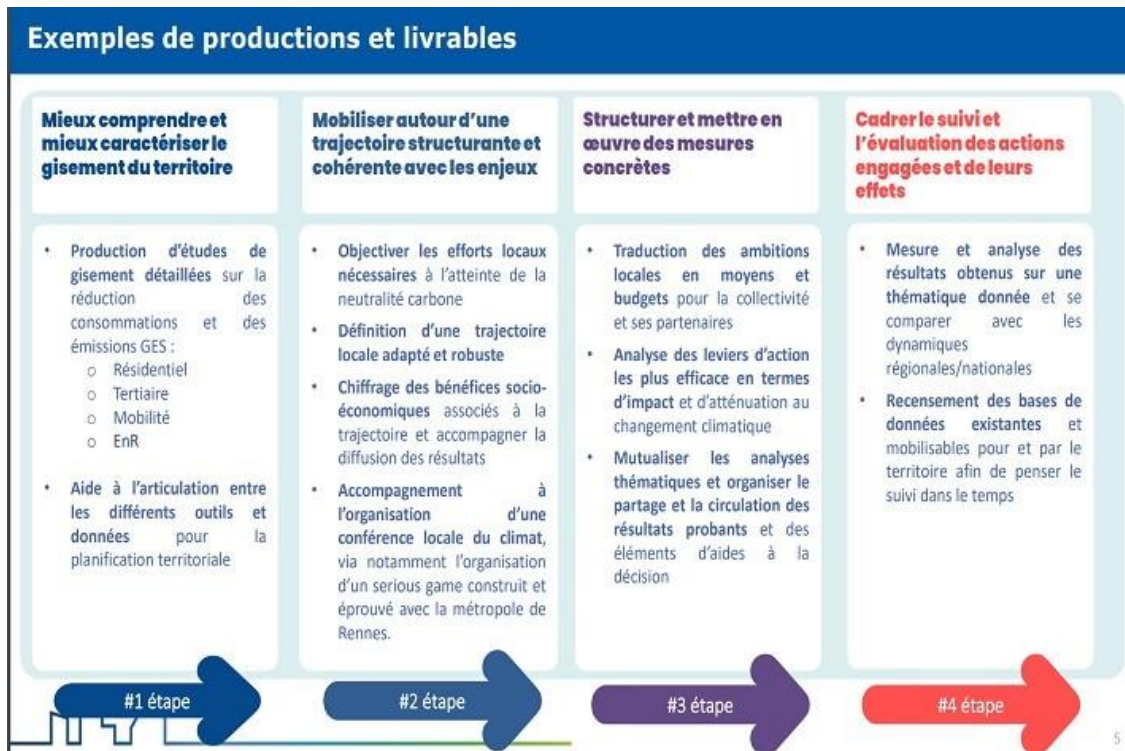 Exemples de productions et livrables
Mieux comprendre et
mieux caractériser le
gisement du territoire
• Production d'études de
gisement détaillées sur la
réduction des
consommations et des
émissions GES :
o Résidentiel
o Tertiaire
o Mobilité
o EnR
• Aide à l'articulation entre
les différents outils et
données pour la
planification territoriale
#1 étape
Mobiliser autour d'une
trajectoire structurante et
cohérente avec les enjeux
• Objectiver les efforts locaux
nécessaires à l'atteinte de la
neutralité carbone
• Définition d'une trajectoire
locale adapté et robuste
• Chiffrage des bénéfices socio-
économiques associés à la
trajectoire et accompagner la
diffusion des résultats
• Accompagnement à
l'organisation d'une
conférence locale du climat,
via notamment l'organisation
d'un serious game construit et
éprouvé avec la métropole de
Rennes.
#2 étape
Structurer et mettre en
œuvre des mesures
concrètes
• Traduction des ambitions
locales en moyens et
budgets pour la collectivité
et ses partenaires
• Analyse des leviers d'action
les plus efficace en termes
d'impact et d'atténuation au
changement climatique
• Mutualiser les analyses
thématiques et organiser le
partage et la circulation des
résultats probants et des
éléments d'aides à la
décision
#3 étape
Cadrer le suivi et
l'évaluation des actions
engagées et de leurs
effets
• Mesure et analyse des
résultats obtenus sur une
thématique donnée et se
comparer avec les
dynamiques
régionales/nationales
• Recensement des bases de
données existantes et
mobilisables pour et par le
territoire afin de penser le
suivi dans le temps
#4 étape
5